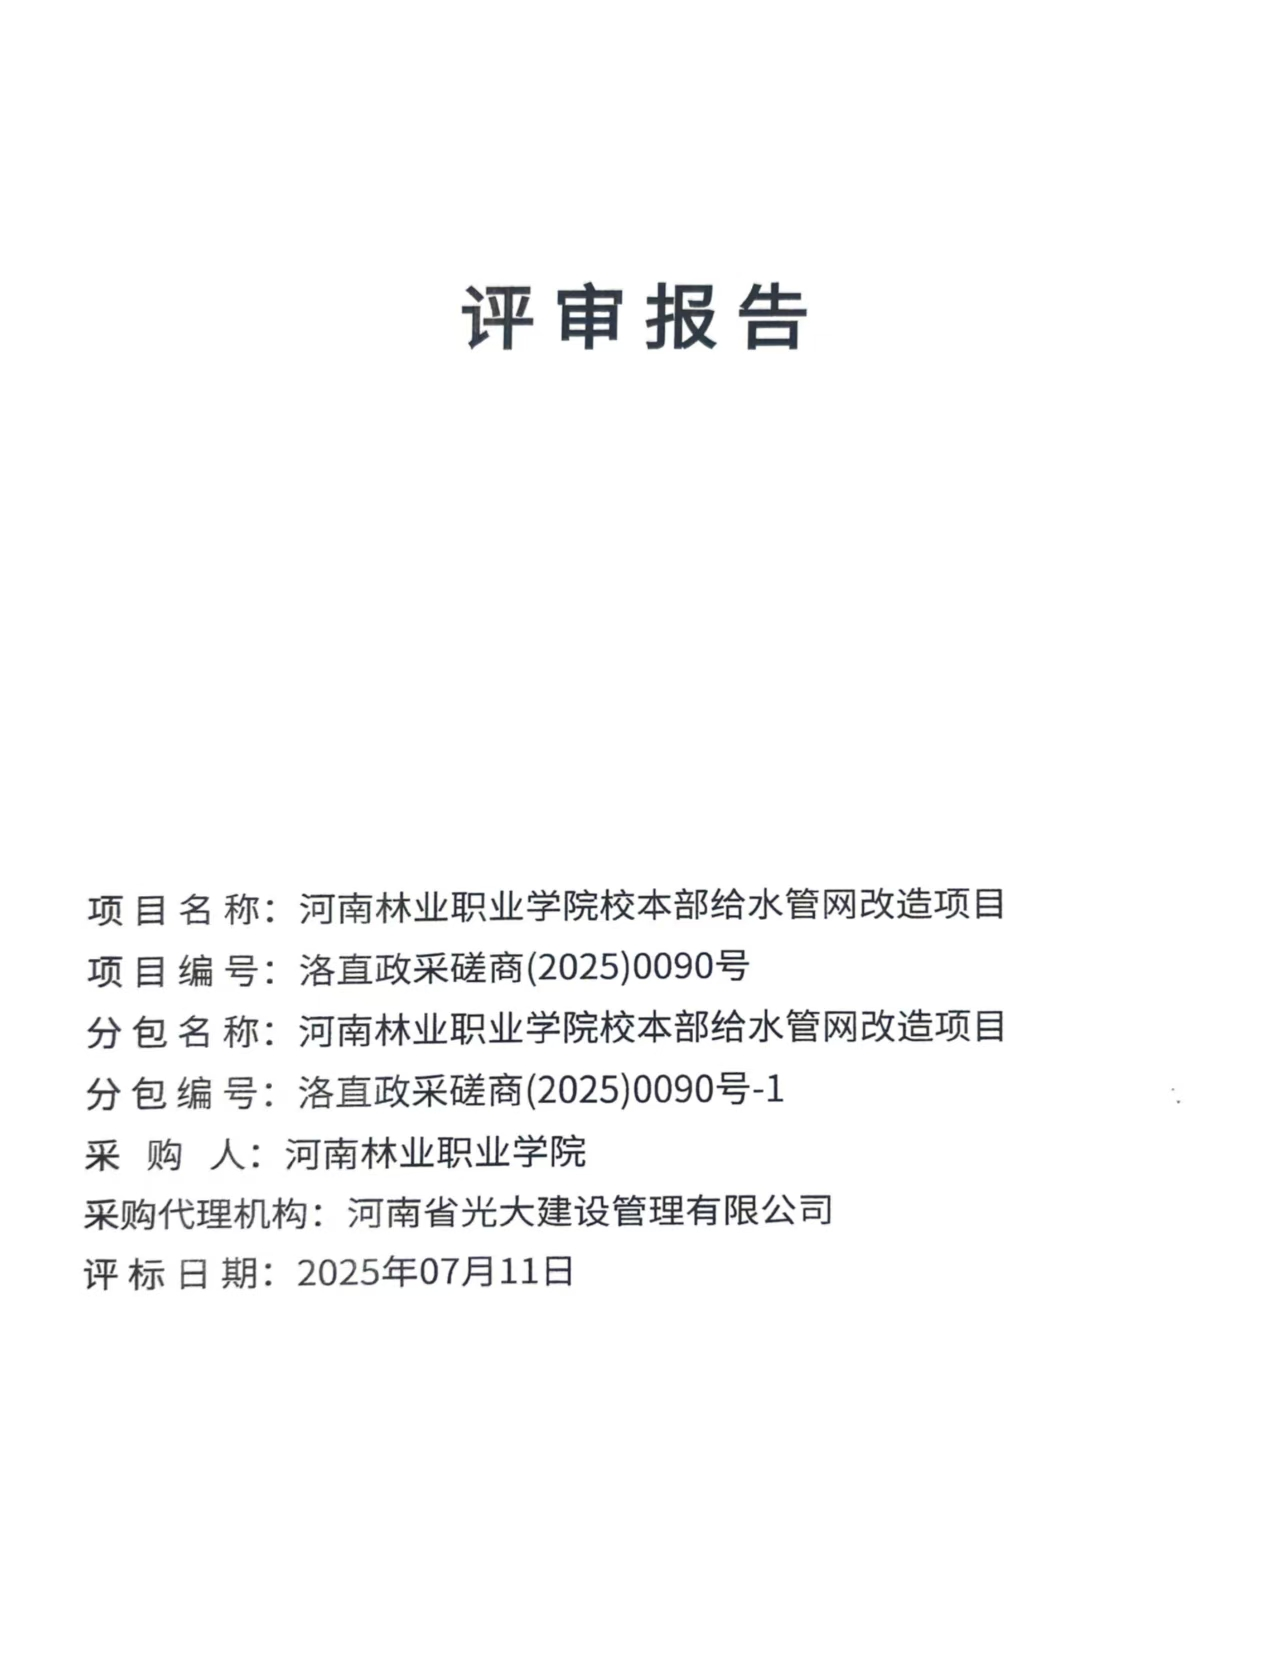 评审报告
项目名称：河南林业职业学院校本部给水管网改造项目
项目编号：洛直政采磋商(2025)0090号
分包名称：河南林业职业学院校本部给水管网改造项目
分包编号：洛直政采磋商(2025)0090号-1
采购人：河南林业职业学院
采购代理机构：河南省光大建设管理有限公司
评标日期：2025年07月11日